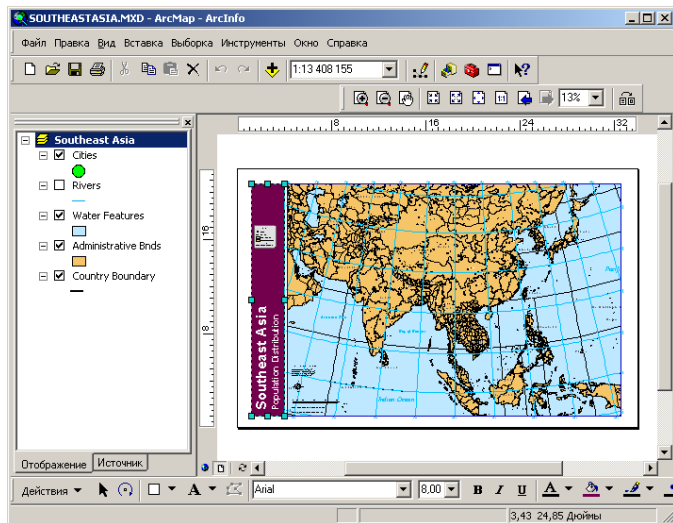 SOUTHEASTASIA.MXD - ArcMap - ArcInfo
Файл Правка Вид Вставка Выборка Инструменты Окно Справка
1:13 408 155
1:1
13%
Southeast Asia
Cities
Rivers
Water Features
Administrative Bnds
Country Boundary
8 16 24 32
16
8
Southeast Asia
Population Distribution
Indian Ocean
Отображение Источник
Действия A Arial 8,00 B I U A
3,43 24,85 Дюймы